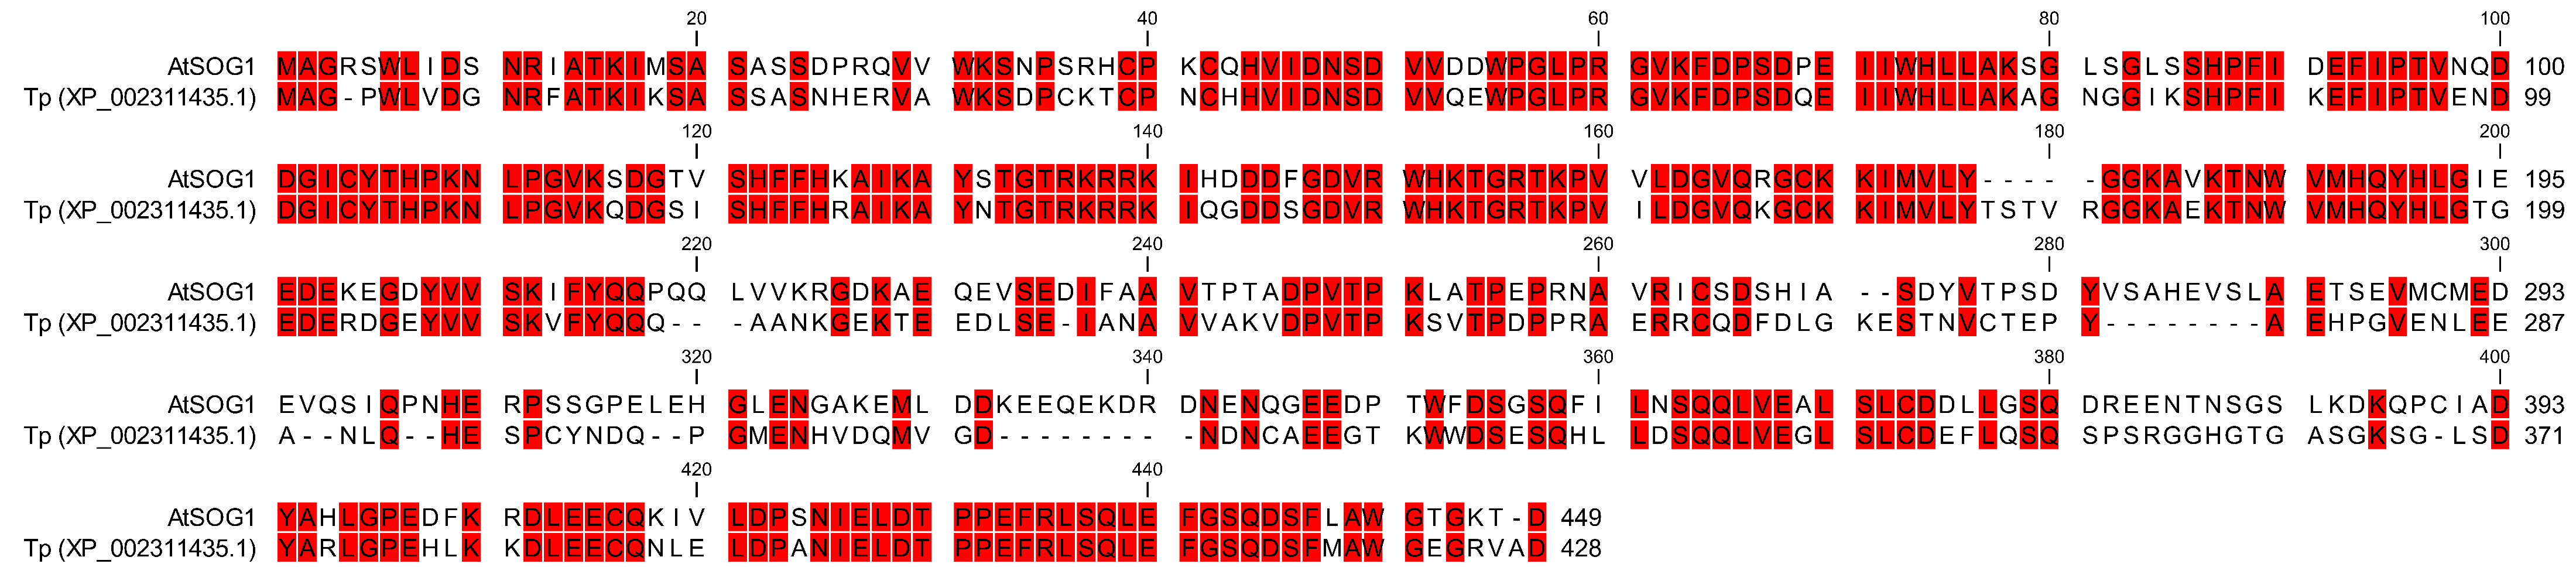 20 40 60 80 100
AtSOG1 MAGRSWLIDS NRIATKIMSA SASSDPRQVV WKSNPSRHCP KCQHVIDNSD VVDDWPGLPR GVKFDPSDPE IIWHLLAKSG LSGLSSHPFI DEFIPTVNQD 100
Tp (XP_002311435.1) MAG-PWLVDG NRFATKIKSA SSASNHERVA WKSDPCKTCP NCHHVIDNSD VVQEWPGLPR GVKFDPSDQE IIWHLLAKAG NGGIKSHPFI KEFIPTVEND 99
120 140 160 180 200
AtSOG1 DGICYTHPKN LPGVKSDGTV SHFFHKAIKA YSTGTRKRRK IHDDDFGDVR WHKTGRTKPV VLDGVQRGCK KIMVLY---- -GGKAVKTNW VMHQYHLGIE 195
Tp (XP_002311435.1) DGICYTHPKN LPGVKQDGSI SHFFHRAIKA YNTGTRKRRK IQGDDSGDVR WHKTGRTKPV ILDGVQKGCK KIMVLYTSTV RGGKAEKTNW VMHQYHLGTG 199
220 240 260 280 300
AtSOG1 EDEKEGDYVV SKIFYQQPQQ LVVKRGDKAE QEVSEDIFAA VTPTADPVTP KLATPEPRNA VRICSDSHIA --SDYVTPSD YVSAHEVSLA ETSEVMCMED 293
Tp (XP_002311435.1) EDERDGEYVV SKVFYQQQ-- -AANKGEKTE EDLSE-IANA VVAKVDPVTP KSVTPDPPRA ERRCQDFDLG KESTNVCTEP Y--------A EHPGVENLEE 287
320 340 360 380 400
AtSOG1 EVQSIQPNHE RPSSGPELEH GLENGAKEML DDKEEQEKDR DNENQGEEDP TWFDSGSQFI LNSQQLVEAL SLCDDLLGSQ DREENTNSGS LKDKQPCIAD 393
Tp (XP_002311435.1) A--NLQ--HE SPCYNDQ--P GMENHVDQMV GD-------- -NDNCAEEGT KWWDSESQHL LDSQQLVEGL SLCDEFLQSQ SPSRGGHGTG ASGKSG-LSD 371
420 440
AtSOG1 YAHLGPEDFK RDLEECQKIV LDPSNIELDT PPEFRLSQLE FGSQDSFLAW GTGKT-D 449
Tp (XP_002311435.1) YARLGPEHLK KDLEECQNLE LDPANIELDT PPEFRLSQLE FGSQDSFMAW GEGRVAD 428